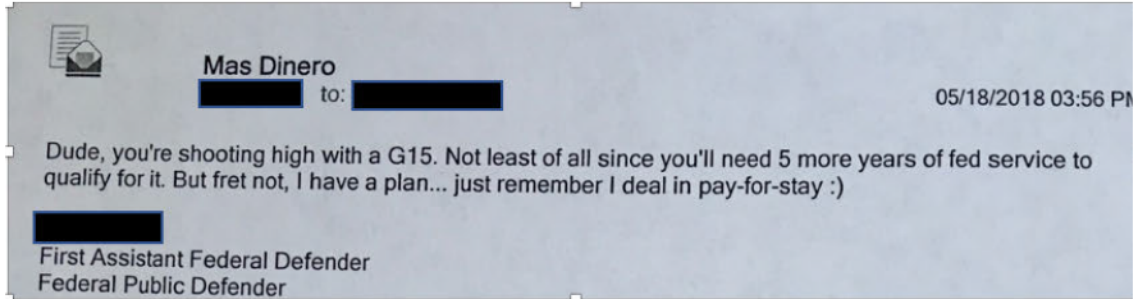 Mas Dinero
to:
05/18/2018 03:56 PM
Dude, you're shooting high with a G15. Not least of all since you'll need 5 more years of fed service to
qualify for it. But fret not, I have a plan... just remember I deal in pay-for-stay :)
First Assistant Federal Defender
Federal Public Defender